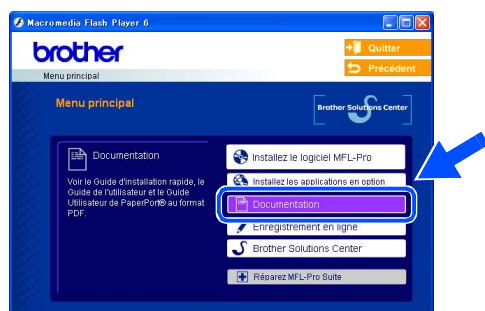 Macromedia Flash Player 6
brother
Quitter
Précédent
Menu principal
Menu principal
Brother Solutions Center
Documentation
Voir le Guide d'installation rapide, le
Guide de l'utilisateur et le Guide
Utilisateur de PaperPort® au format
PDF.
Installez le logiciel MFL-Pro
Installez les applications en option
Documentation
Enregistrement en ligne
Brother Solutions Center
Réparez MFL-Pro Suite